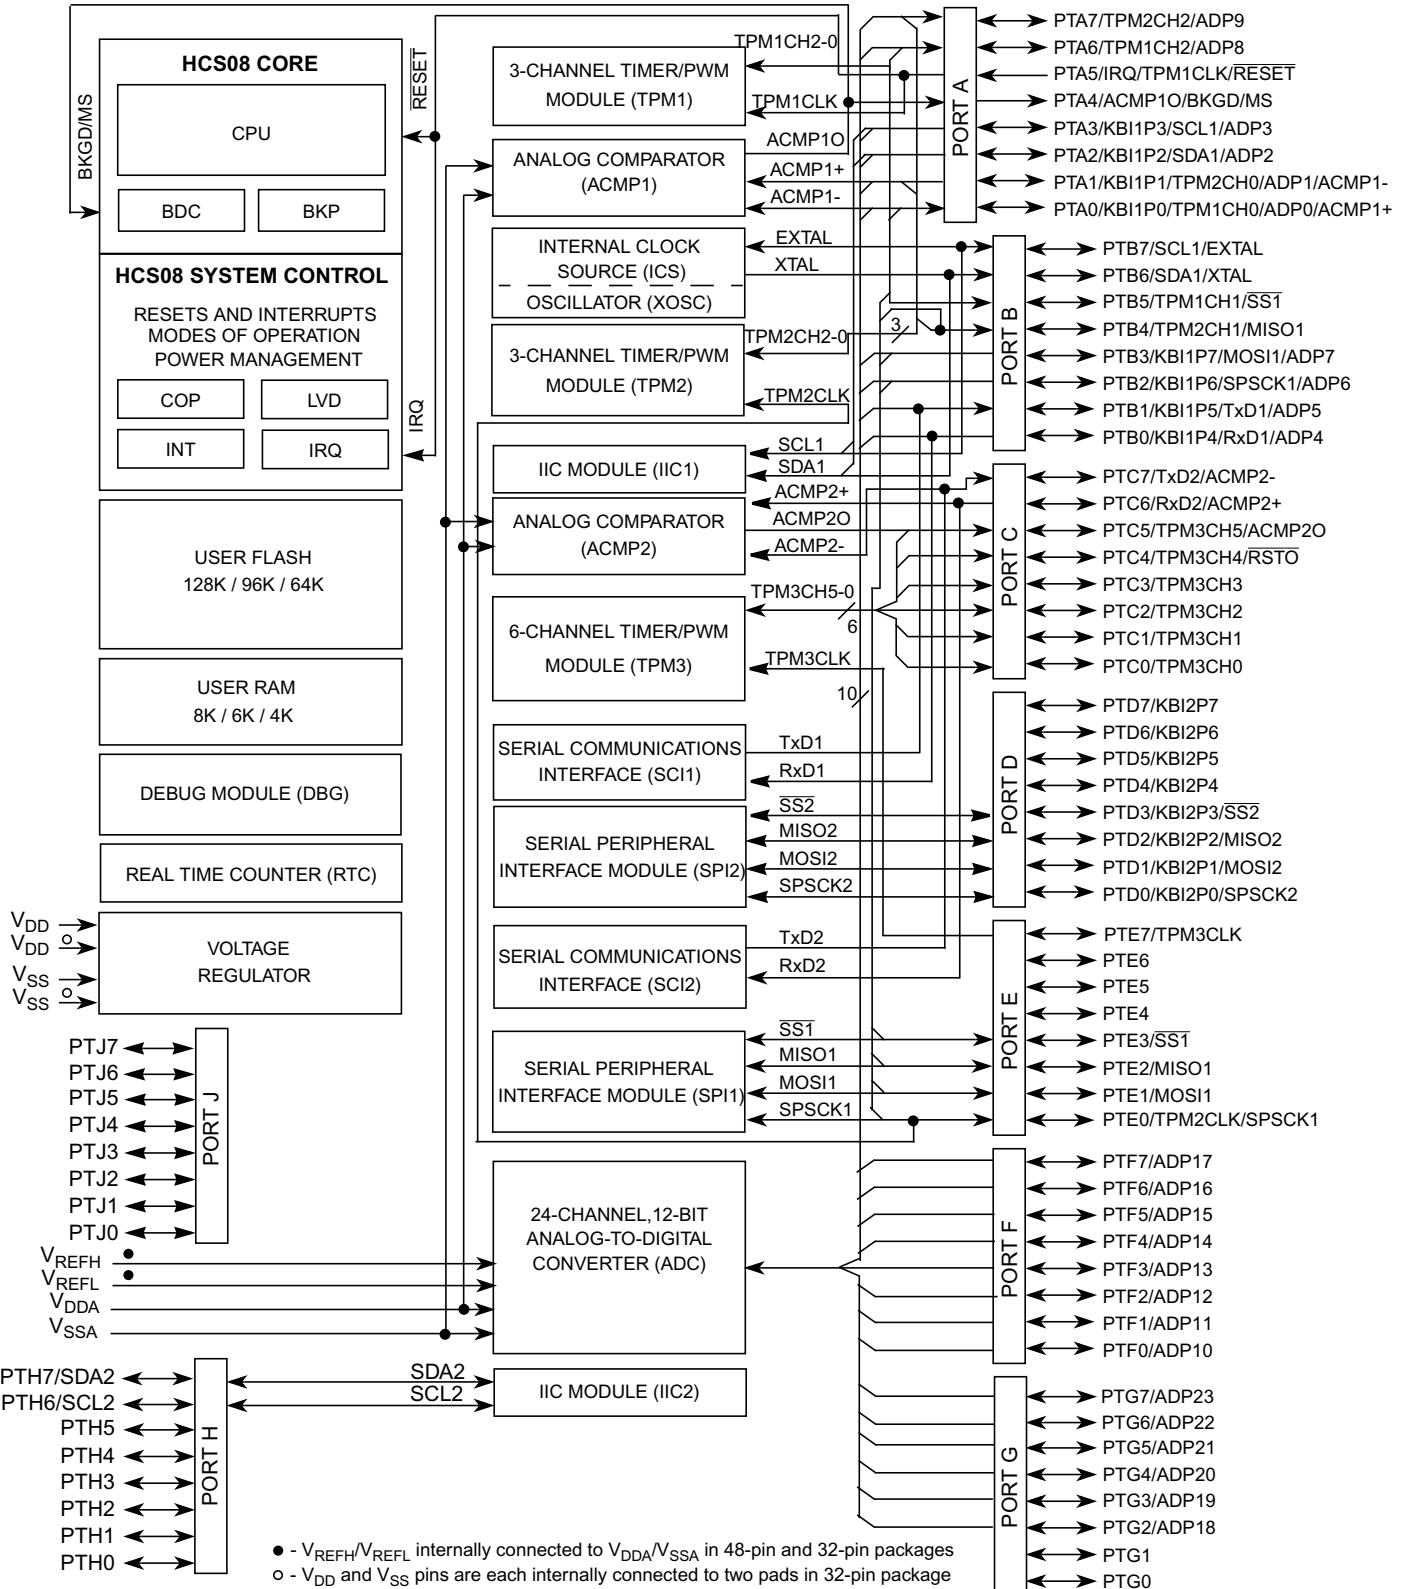 BKGD/MS
HCS08 CORE
CPU
BDC
BKP
RESET
HCS08 SYSTEM CONTROL
RESETS AND INTERRUPTS
MODES OF OPERATION
POWER MANAGEMENT
COP
LVD
INT
IRQ
IRQ
USER FLASH
128K / 96K / 64K
USER RAM
8K / 6K / 4K
DEBUG MODULE (DBG)
REAL TIME COUNTER (RTC)
VDD
VDD
VSS
VSS
VOLTAGE
REGULATOR
PTJ7
PTJ6
PTJ5
PTJ4
PTJ3
PTJ2
PTJ1
PTJ0
PORT J
VREFH
VREFL
VDDA
VSSA
PTH7/SDA2
PTH6/SCL2
PTH5
PTH4
PTH3
PTH2
PTH1
PTH0
PORT H
SDA2
SCL2
3-CHANNEL TIMER/PWM
MODULE (TPM1)
TPM1CH2-0
TPM1CLK
ANALOG COMPARATOR
(ACMP1)
ACMP1O
ACMP1+
ACMP1-
INTERNAL CLOCK
SOURCE (ICS)
OSCILLATOR (XOSC)
EXTAL
XTAL
3-CHANNEL TIMER/PWM
MODULE (TPM2)
TPM2CH2-0
3
TPM2CLK
IIC MODULE (IIC1)
SCL1
SDA1
ANALOG COMPARATOR
(ACMP2)
ACMP2+
ACMP2O
ACMP2-
6-CHANNEL TIMER/PWM
MODULE (TPM3)
TPM3CH5-0
6
TPM3CLK
10
SERIAL COMMUNICATIONS
INTERFACE (SCI1)
TxD1
RxD1
SERIAL PERIPHERAL
INTERFACE MODULE (SPI2)
SS2
MISO2
MOSI2
SPSCK2
SERIAL COMMUNICATIONS
INTERFACE (SCI2)
TxD2
RxD2
SERIAL PERIPHERAL
INTERFACE MODULE (SPI1)
SS1
MISO1
MOSI1
SPSCK1
24-CHANNEL,12-BIT
ANALOG-TO-DIGITAL
CONVERTER (ADC)
IIC MODULE (IIC2)
PORT A
PTA7/TPM2CH2/ADP9
PTA6/TPM1CH2/ADP8
PTA5/IRQ/TPM1CLK/RESET
PTA4/ACMP1O/BKGD/MS
PTA3/KBI1P3/SCL1/ADP3
PTA2/KBI1P2/SDA1/ADP2
PTA1/KBI1P1/TPM2CH0/ADP1/ACMP1-
PTA0/KBI1P0/TPM1CH0/ADP0/ACMP1+
PORT B
PTB7/SCL1/EXTAL
PTB6/SDA1/XTAL
PTB5/TPM1CH1/SS1
PTB4/TPM2CH1/MISO1
PTB3/KBI1P7/MOSI1/ADP7
PTB2/KBI1P6/SPSCK1/ADP6
PTB1/KBI1P5/TxD1/ADP5
PTB0/KBI1P4/RxD1/ADP4
PORT C
PTC7/TxD2/ACMP2-
PTC6/RxD2/ACMP2+
PTC5/TPM3CH5/ACMP2O
PTC4/TPM3CH4/RSTO
PTC3/TPM3CH3
PTC2/TPM3CH2
PTC1/TPM3CH1
PTC0/TPM3CH0
PORT D
PTD7/KBI2P7
PTD6/KBI2P6
PTD5/KBI2P5
PTD4/KBI2P4
PTD3/KBI2P3/SS2
PTD2/KBI2P2/MISO2
PTD1/KBI2P1/MOSI2
PTD0/KBI2P0/SPSCK2
PORT E
PTE7/TPM3CLK
PTE6
PTE5
PTE4
PTE3/SS1
PTE2/MISO1
PTE1/MOSI1
PTE0/TPM2CLK/SPSCK1
PORT F
PTF7/ADP17
PTF6/ADP16
PTF5/ADP15
PTF4/ADP14
PTF3/ADP13
PTF2/ADP12
PTF1/ADP11
PTF0/ADP10
PORT G
PTG7/ADP23
PTG6/ADP22
PTG5/ADP21
PTG4/ADP20
PTG3/ADP19
PTG2/ADP18
PTG1
PTG0
● - VREFH/VREFL internally connected to VDDA/VSSA in 48-pin and 32-pin packages
○ - VDD and VSS pins are each internally connected to two pads in 32-pin package